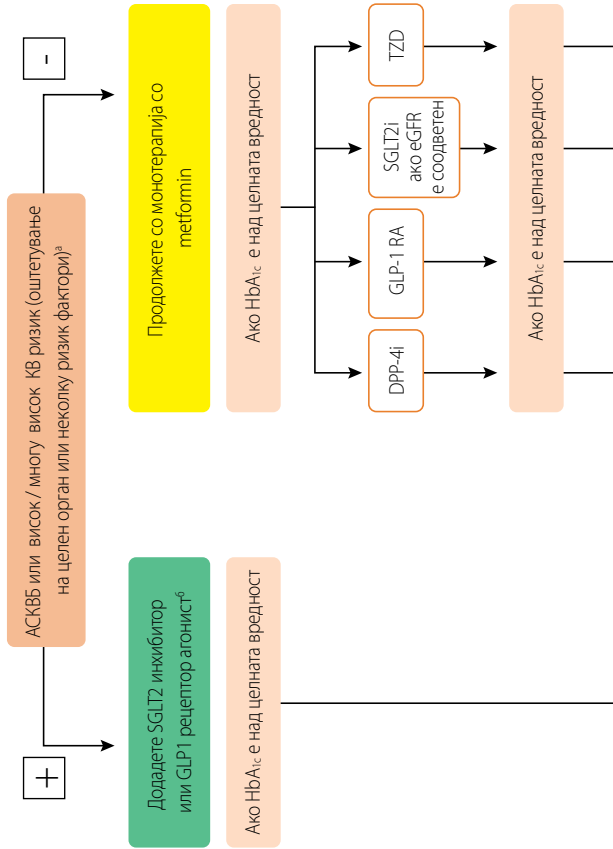 АСКВБ или висок / многу висок КВ ризик (оштетување
на целен орган или неколку ризик фактори)ᵃ
+
-
Додадете SGLT2 инхибитор
или GLP1 рецептор агонистᵇ
Ако HbA1c е над целната вредност
Продолжете со монотерапија со
metformin
Ако HbA1c е над целната вредност
DPP-4i
GLP-1 RA
SGLT2i
ако eGFR
е соодветен
TZD
Ако HbA1c е над целната вредност